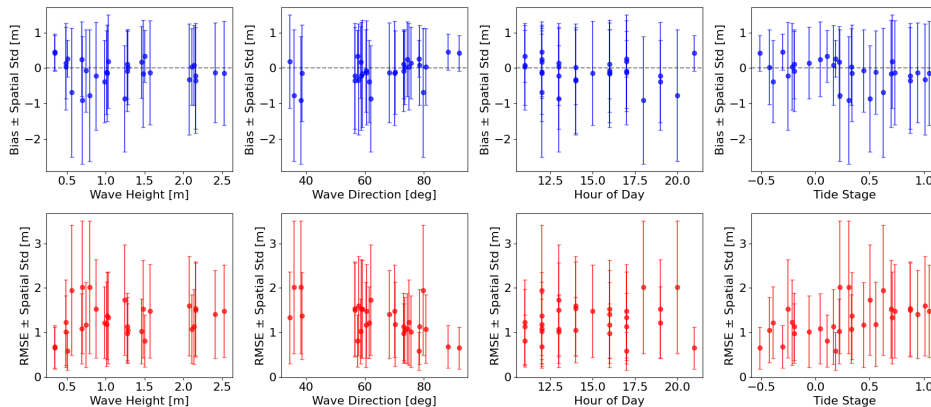 Bias ± Spatial Std [m]
1
0
−1
−2
0.5 1.0 1.5 2.0 2.5
Wave Height [m]
Bias ± Spatial Std [m]
1
0
−1
−2
40 60 80
Wave Direction [deg]
Bias ± Spatial Std [m]
1
0
−1
−2
12.5 15.0 17.5 20.0
Hour of Day
Bias ± Spatial Std [m]
1
0
−1
−2
−0.5 0.0 0.5 1.0
Tide Stage
RMSE ± Spatial Std [m]
3
2
1
0
0.5 1.0 1.5 2.0 2.5
Wave Height [m]
RMSE ± Spatial Std [m]
3
2
1
0
40 60 80
Wave Direction [deg]
RMSE ± Spatial Std [m]
3
2
1
0
12.5 15.0 17.5 20.0
Hour of Day
RMSE ± Spatial Std [m]
3
2
1
0
−0.5 0.0 0.5 1.0
Tide Stage